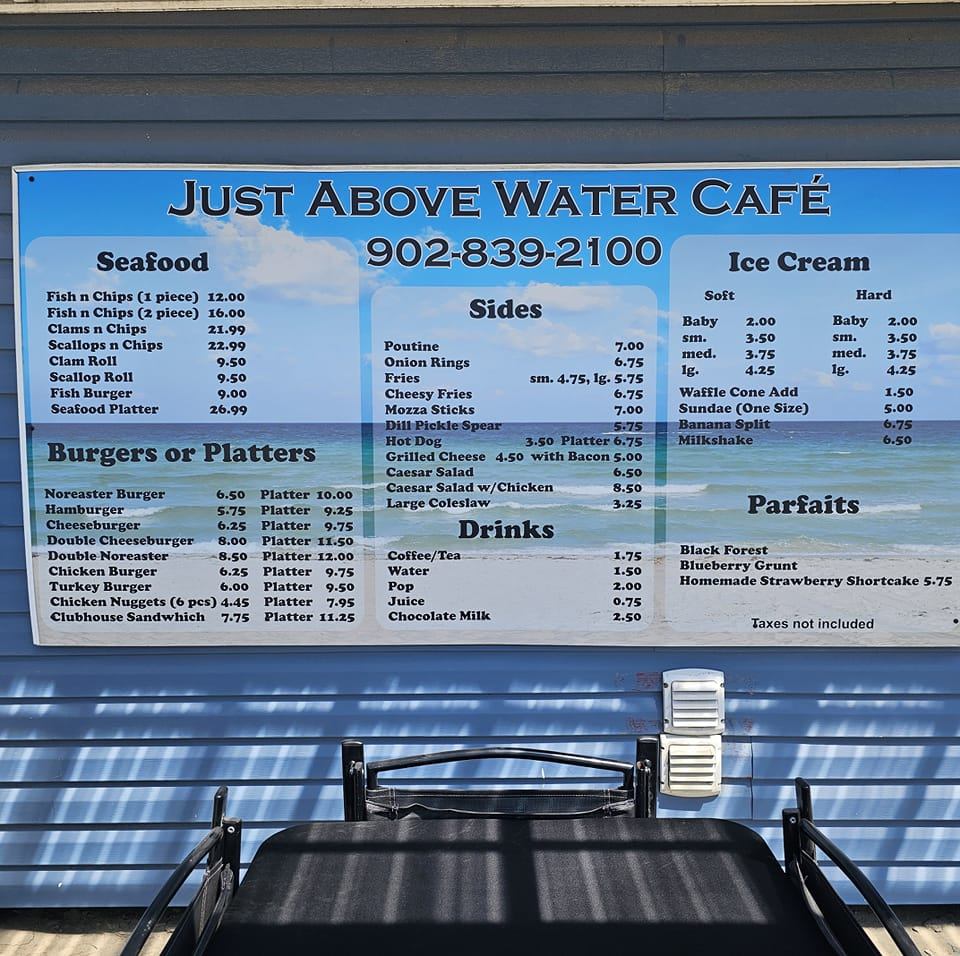 JUST ABOVE WATER CAFÉ
902-839-2100
Seafood
Fish n Chips (1 piece) 12.00
Fish n Chips (2 piece) 16.00
Clams n Chips 21.99
Scallops n Chips 22.99
Clam Roll 9.50
Scallop Roll 9.50
Fish Burger 9.00
Seafood Platter 26.99
Burgers or Platters
Noreaster Burger 6.50 Platter 10.00
Hamburger 5.75 Platter 9.25
Cheeseburger 6.25 Platter 9.75
Double Cheeseburger 8.00 Platter 11.50
Double Noreaster 8.50 Platter 12.00
Chicken Burger 6.25 Platter 9.75
Turkey Burger 6.00 Platter 9.50
Chicken Nuggets (6 pcs) 4.45 Platter 7.95
Clubhouse Sandwhich 7.75 Platter 11.25
Sides
Poutine 7.00
Onion Rings 6.75
Fries sm. 4.75, lg. 5.75
Cheesy Fries 6.75
Mozza Sticks 7.00
Dill Pickle Spear 5.75
Hot Dog 3.50 Platter 6.75
Grilled Cheese 4.50 with Bacon 5.00
Caesar Salad 6.50
Caesar Salad w/Chicken 8.50
Large Coleslaw 3.25
Drinks
Coffee/Tea 1.75
Water 1.50
Pop 2.00
Juice 0.75
Chocolate Milk 2.50
Ice Cream
Soft Hard
Baby 2.00 Baby 2.00
sm. 3.50 sm. 3.50
med. 3.75 med. 3.75
lg. 4.25 lg. 4.25
Waffle Cone Add 1.50
Sundae (One Size) 5.00
Banana Split 6.75
Milkshake 6.50
Parfaits
Black Forest
Blueberry Grunt
Homemade Strawberry Shortcake 5.75
Taxes not included